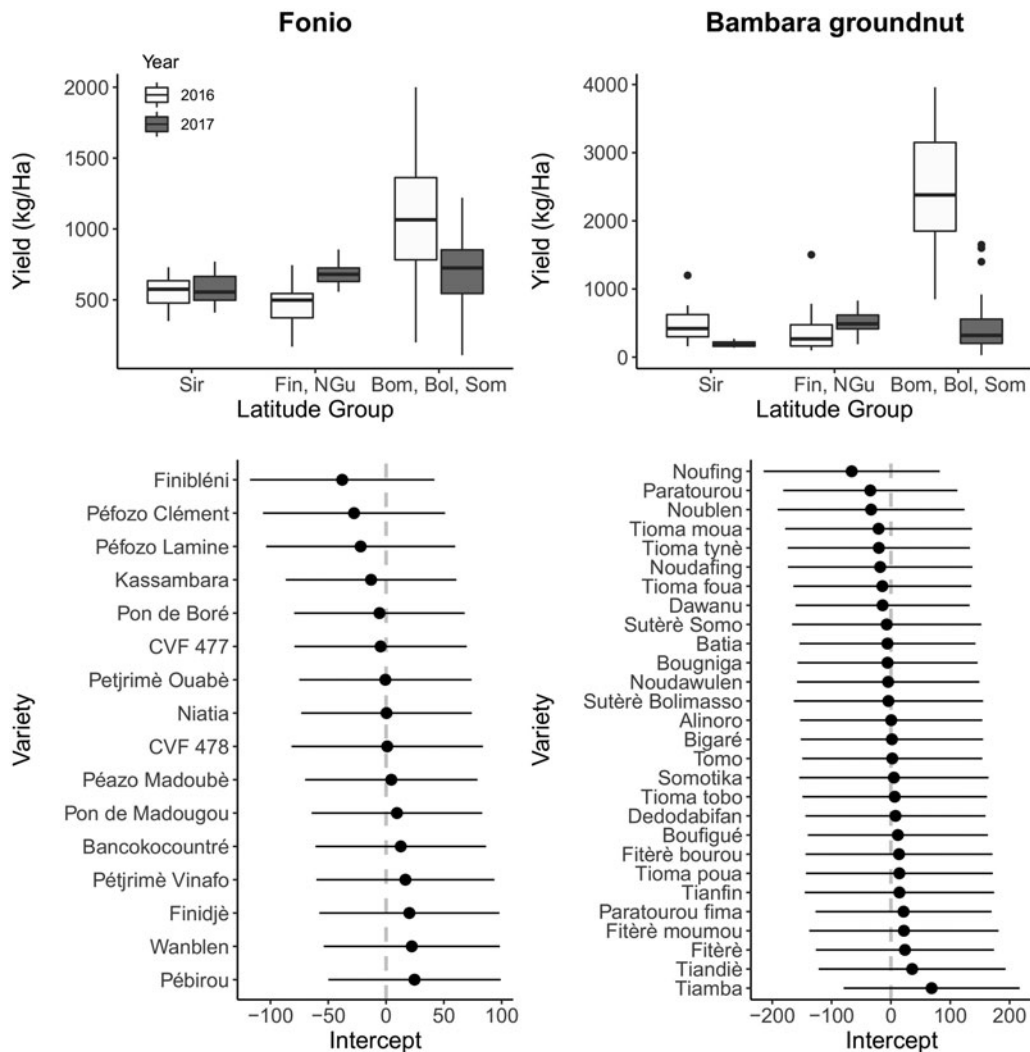 Fonio
Year
2016
2017
2000
1500
1000
500
Yield (kg/Ha)
Sir
Fin, NGu
Bom, Bol, Som
Latitude Group
Bambara groundnut
4000
3000
2000
1000
0
Yield (kg/Ha)
Sir
Fin, NGu
Bom, Bol, Som
Latitude Group
Finibléni
Péfozo Clément
Péfozo Lamine
Kassambara
Pon de Boré
CVF 477
Petjrimè Ouabè
Niatia
CVF 478
Péazo Madoubè
Pon de Madougou
Bancokocountré
Pétjrimè Vinafo
Finidjè
Wanblen
Pébirou
Variety
−100
−50
0
50
100
Intercept
Noufing
Paratourou
Noublen
Tioma moua
Tioma tynè
Noudafing
Tioma foua
Dawanu
Sutèrè Somo
Batia
Bougniga
Noudawulen
Sutèrè Bolimasso
Alinoro
Bigaré
Tomo
Somotika
Tioma tobo
Dedodabifan
Boufigué
Fitèrè bourou
Tioma poua
Tianfin
Paratourou fima
Fitèrè moumou
Fitèrè
Tiandiè
Tiamba
Variety
−200
−100
0
100
200
Intercept